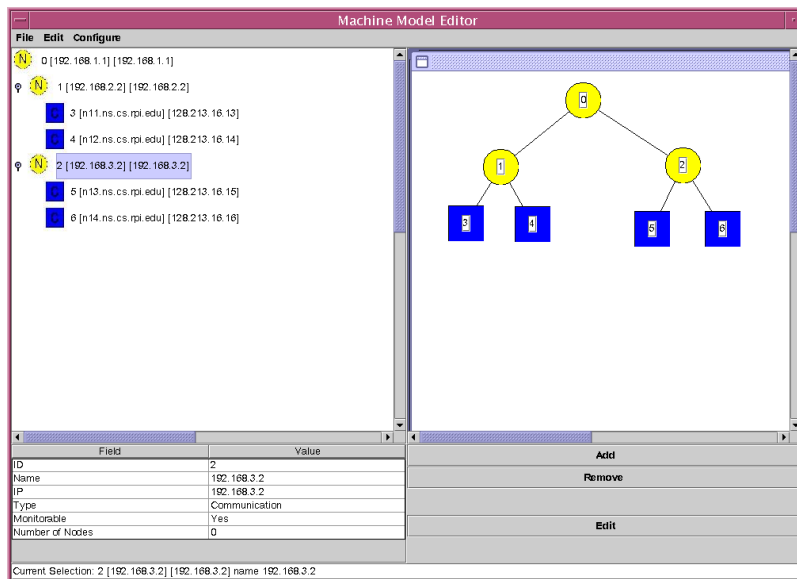 Machine Model Editor
File Edit Configure
N 0 [192.168.1.1] [192.168.1.1]
N 1 [192.168.2.2] [192.168.2.2]
C 3 [n11.ns.cs.rpi.edu] [128.213.16.13]
C 4 [n12.ns.cs.rpi.edu] [128.213.16.14]
N 2 [192.168.3.2] [192.168.3.2]
C 5 [n13.ns.cs.rpi.edu] [128.213.16.15]
C 6 [n14.ns.cs.rpi.edu] [128.213.16.16]
0
1 2
3 4 5 6
Field Value
ID 2
Name 192.168.3.2
IP 192.168.3.2
Type Communication
Monitorable Yes
Number of Nodes 0
Add
Remove
Edit
Current Selection: 2 [192.168.3.2] [192.168.3.2] name 192.168.3.2